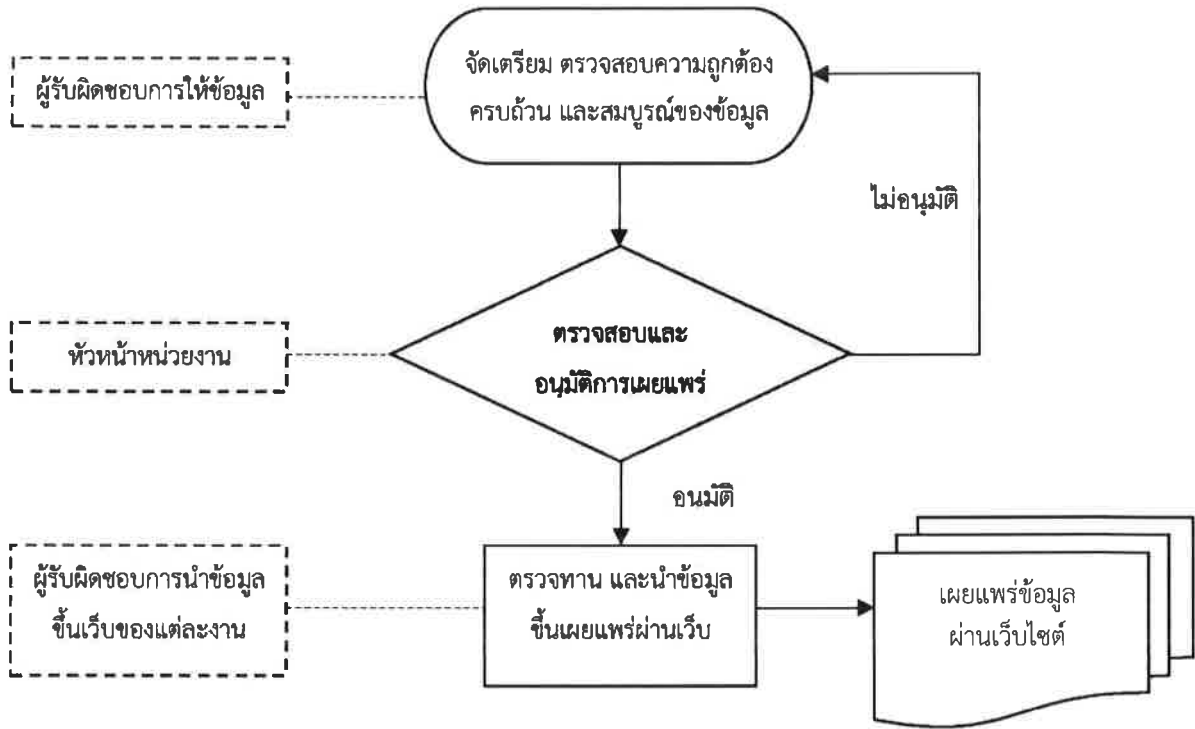 จัดเตรียม ตรวจสอบความถูกต้อง
ครบถ้วน และสมบูรณ์ของข้อมูล
ผู้รับผิดชอบการให้ข้อมูล
ไม่อนุมัติ
ตรวจสอบและ
อนุมัติการเผยแพร่
หัวหน้าหน่วยงาน
อนมัติ
ผู้รับผิดชอบการนำข้อมูล
ขึ้นเว็บของแต่ละงาน
ตรวจทาน และนำข้อมูล
ขึ้นเผยแพร่ผ่านเว็บ
เผยแพร่ข้อมูล
ผ่านเว็บไซต์